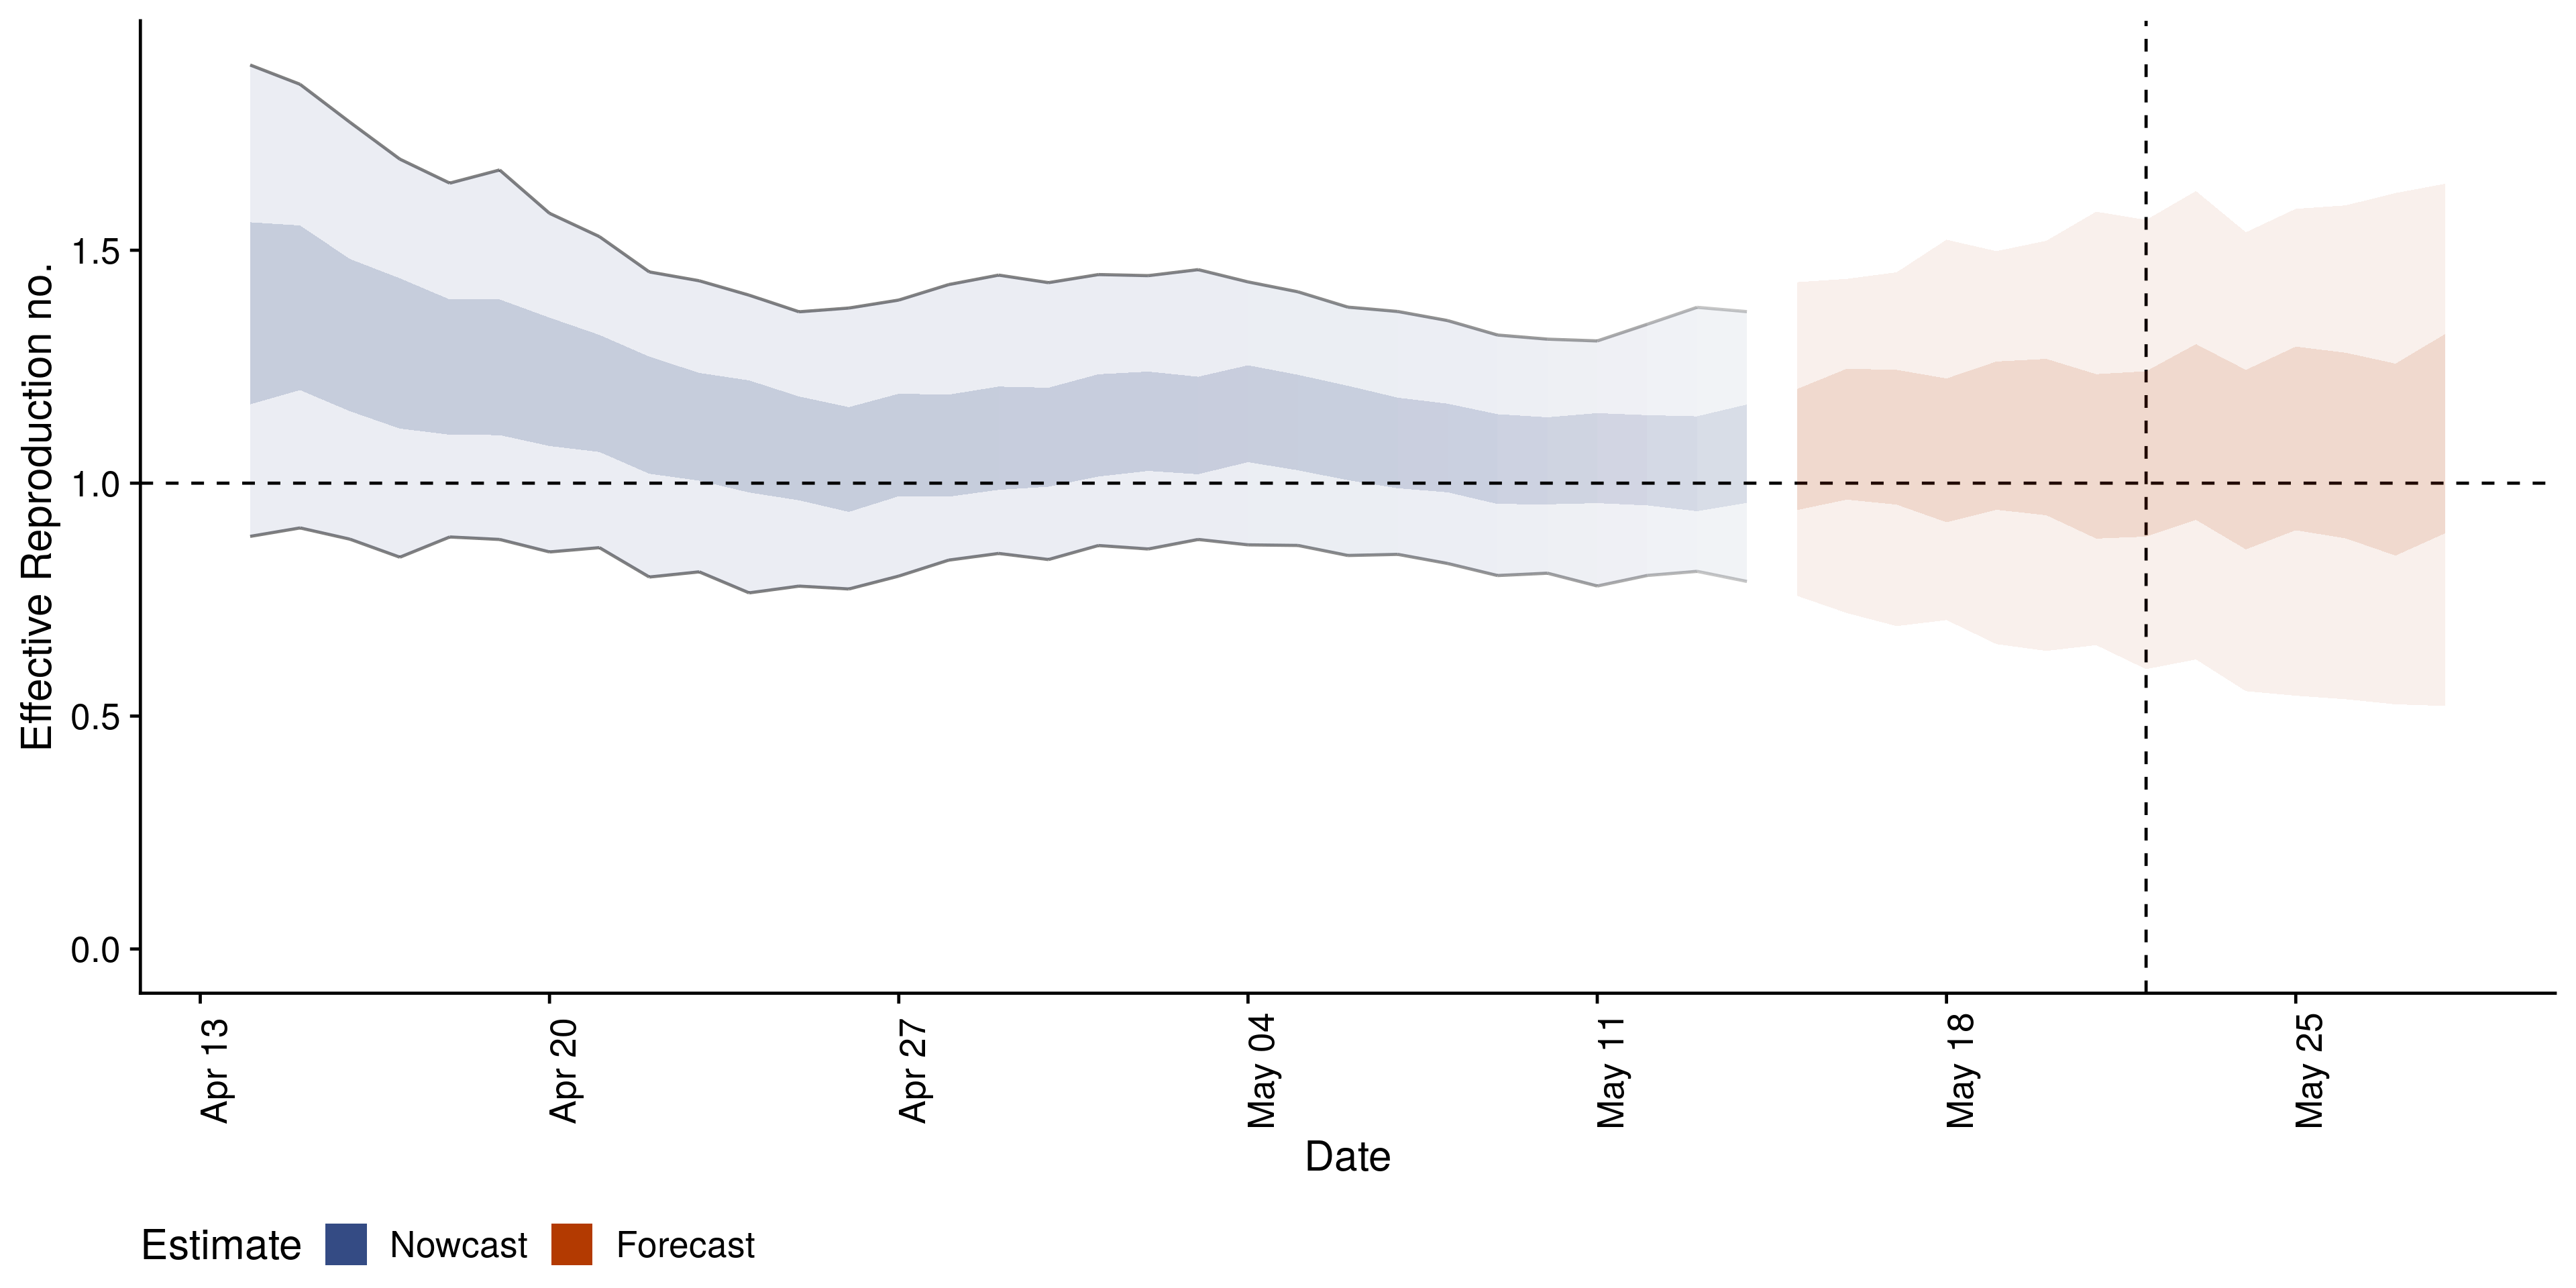 Effective Reproduction no.
1.5
1.0
0.5
0.0
Apr 13
Apr 20
Apr 27
May 04
May 11
May 18
May 25
Date
Estimate Nowcast Forecast